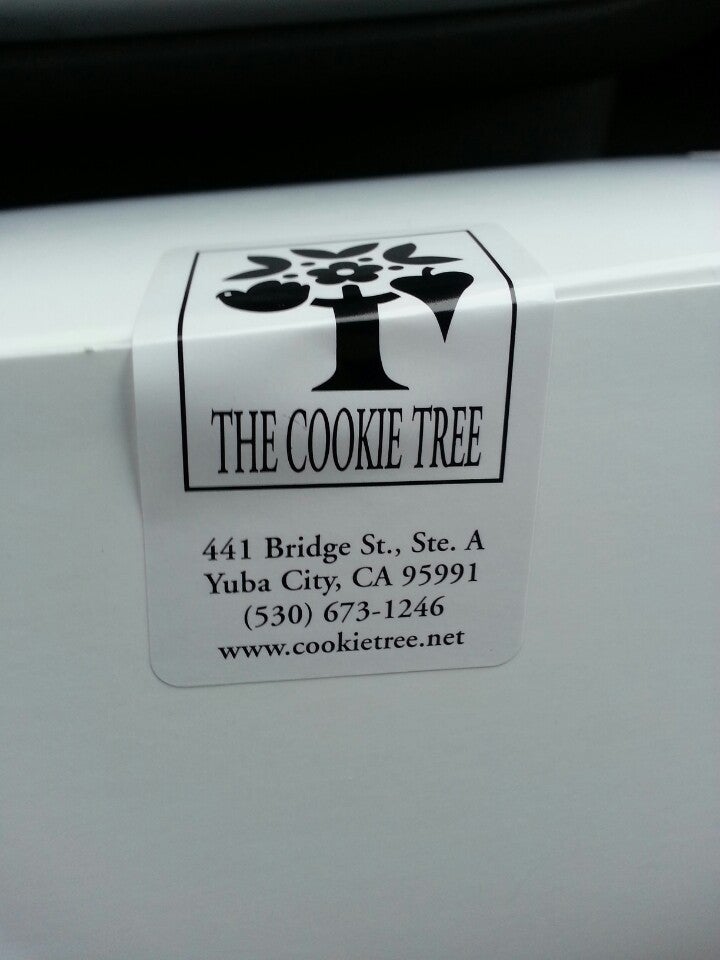 THE COOKIE TREE
441 Bridge St., Ste. A
Yuba City, CA 95991
(530) 673-1246
www.cookietree.net